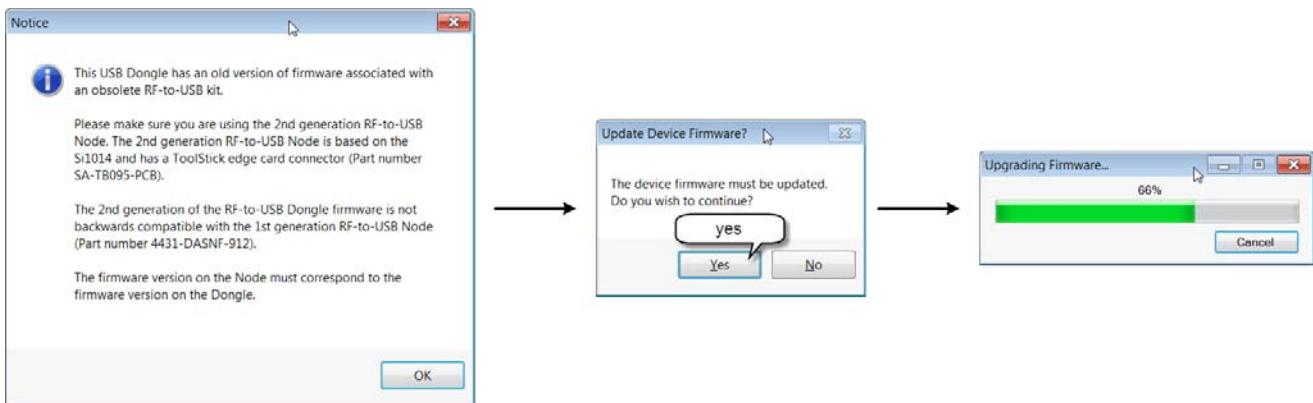 Notice
This USB Dongle has an old version of firmware associated with
an obsolete RF-to-USB kit.
Please make sure you are using the 2nd generation RF-to-USB
Node. The 2nd generation RF-to-USB Node is based on the
Si1014 and has a ToolStick edge card connector (Part number
SA-TB095-PCB).
The 2nd generation of the RF-to-USB Dongle firmware is not
backwards compatible with the 1st generation RF-to-USB Node
(Part number 4431-DASNF-912).
The firmware version on the Node must correspond to the
firmware version on the Dongle.
OK
Update Device Firmware?
The device firmware must be updated.
Do you wish to continue?
yes
Yes
No
Upgrading Firmware...
66%
Cancel